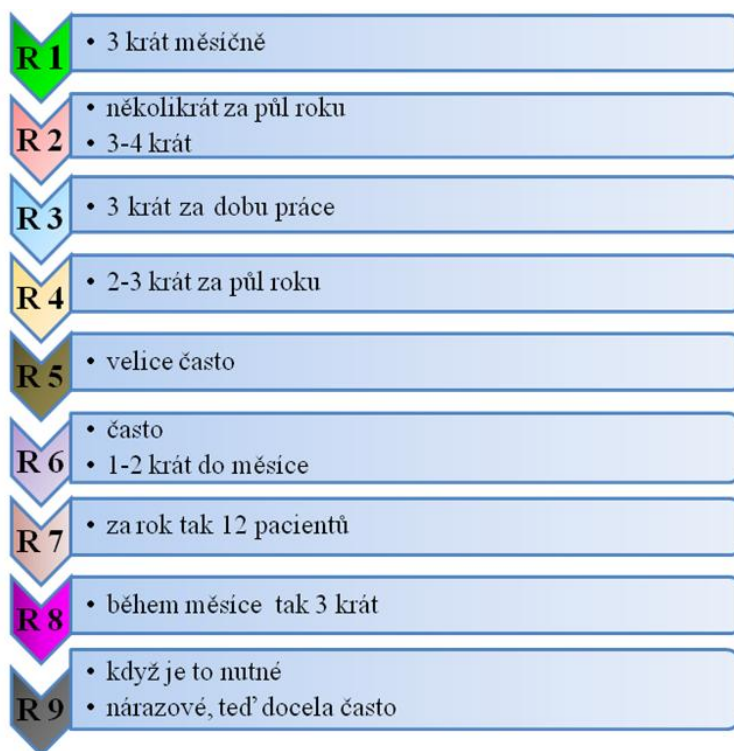 R 1
• 3 krát měsíčně
R 2
• několikrát za půl roku
• 3-4 krát
R 3
• 3 krát za dobu práce
R 4
• 2-3 krát za půl roku
R 5
• velice často
R 6
• často
• 1-2 krát do měsíce
R 7
• za rok tak 12 pacientů
R 8
• během měsíce tak 3 krát
R 9
• když je to nutné
• nárazové, teď docela často